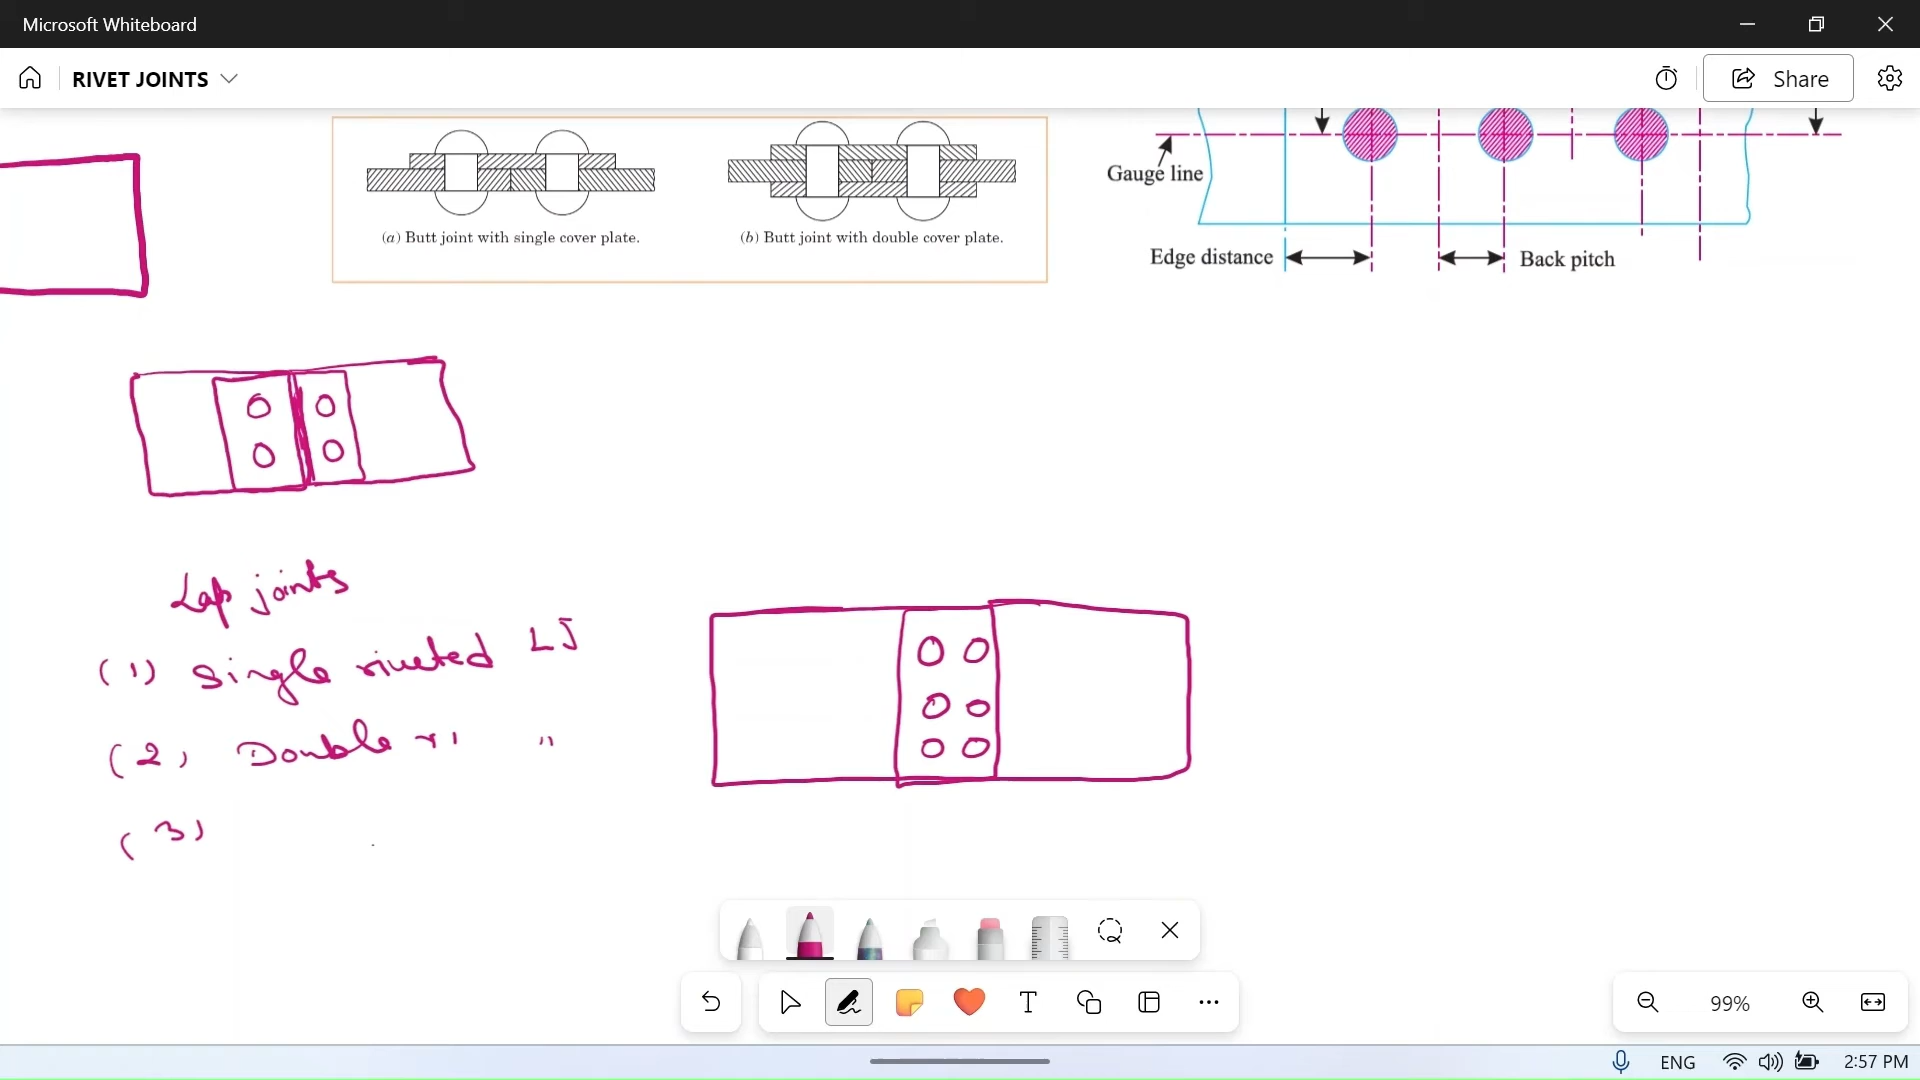 Microsoft Whiteboard
RIVET JOINTS
Share
Gauge line
(a) Butt joint with single cover plate.
(b) Butt joint with double cover plate.
Edge distance
Back pitch
Lap joints
(1) Single riveted LJ
(2) Double ri "
(3)
99%
ENG
2:57 PM